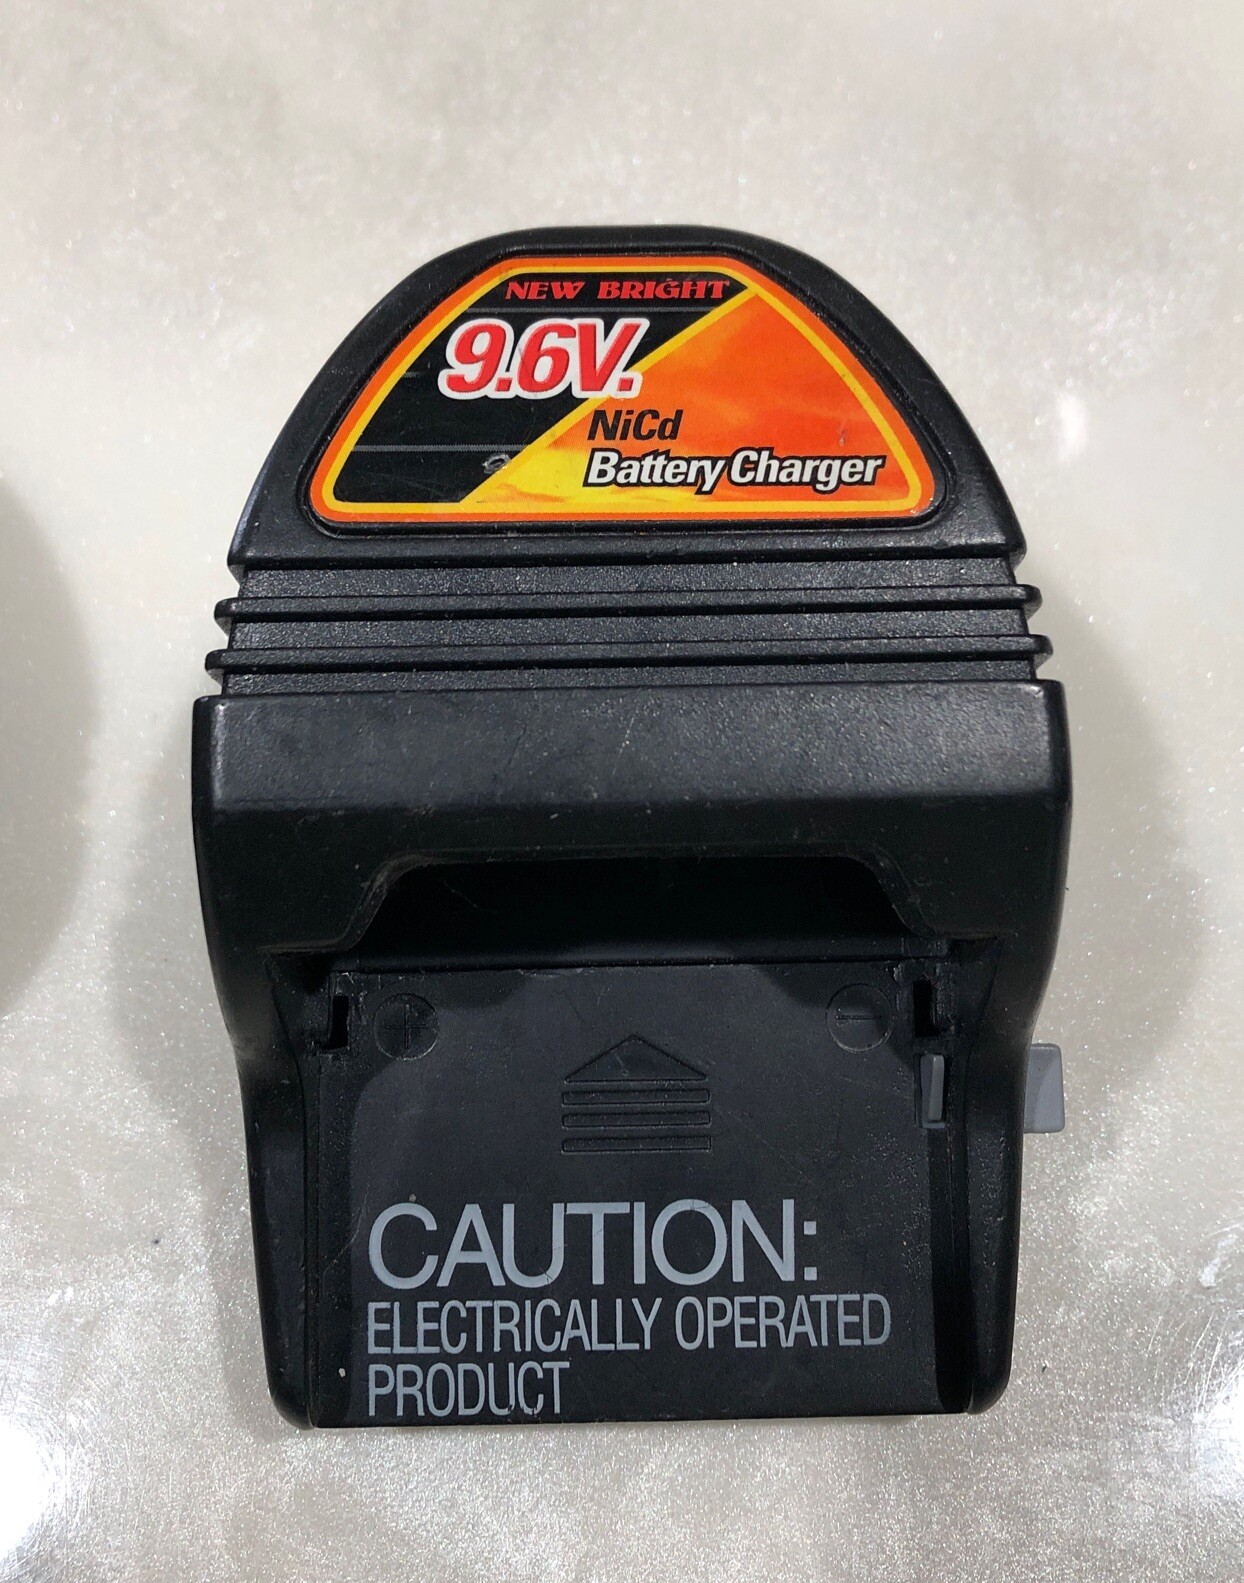 NEW BRIGHT
9.6V.
NiCd
Battery Charger
+ −
CAUTION:
ELECTRICALLY OPERATED
PRODUCT